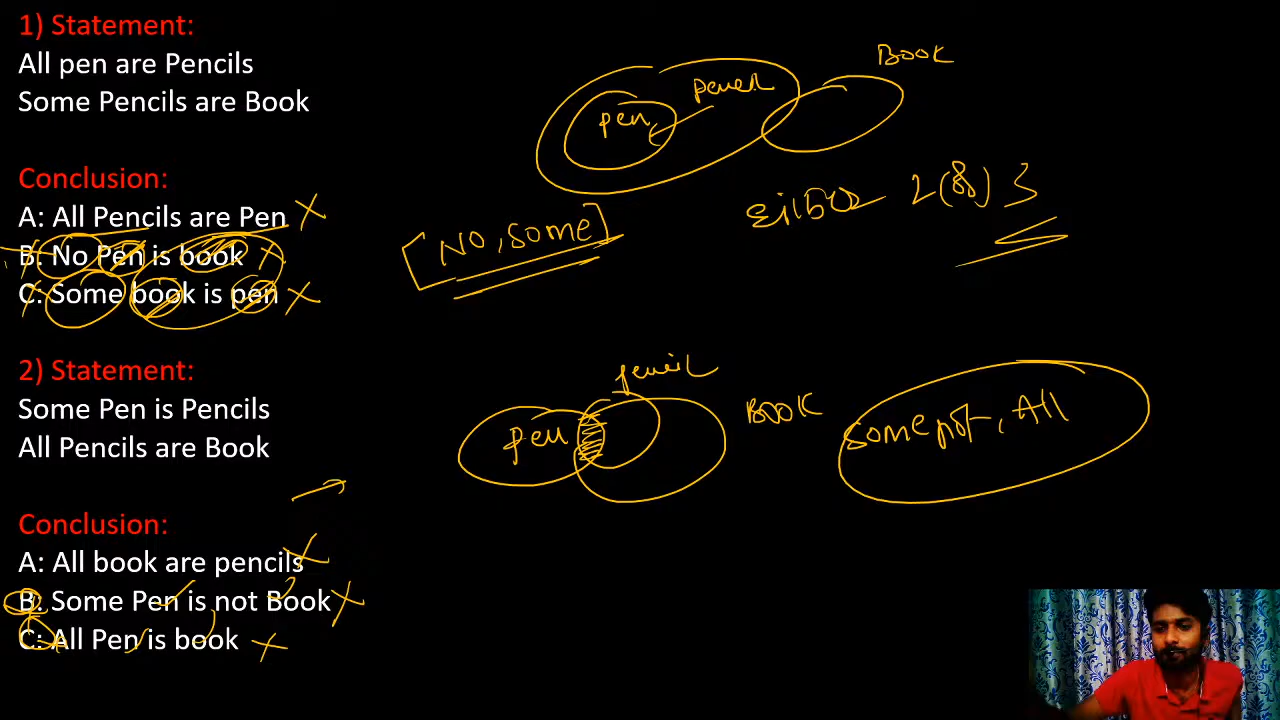 1) Statement:
All pen are Pencils
Some Pencils are Book
Conclusion:
A: All Pencils are Pen
B: No Pen is book
C: Some book is pen
Book
pencil
pen
[No, some]
2 (or) 3
2) Statement:
Some Pen is Pencils
All Pencils are Book
Conclusion:
A: All book are pencils
B: Some Pen is not Book
C: All Pen is book
pencil
pen
BOOK
some not, All